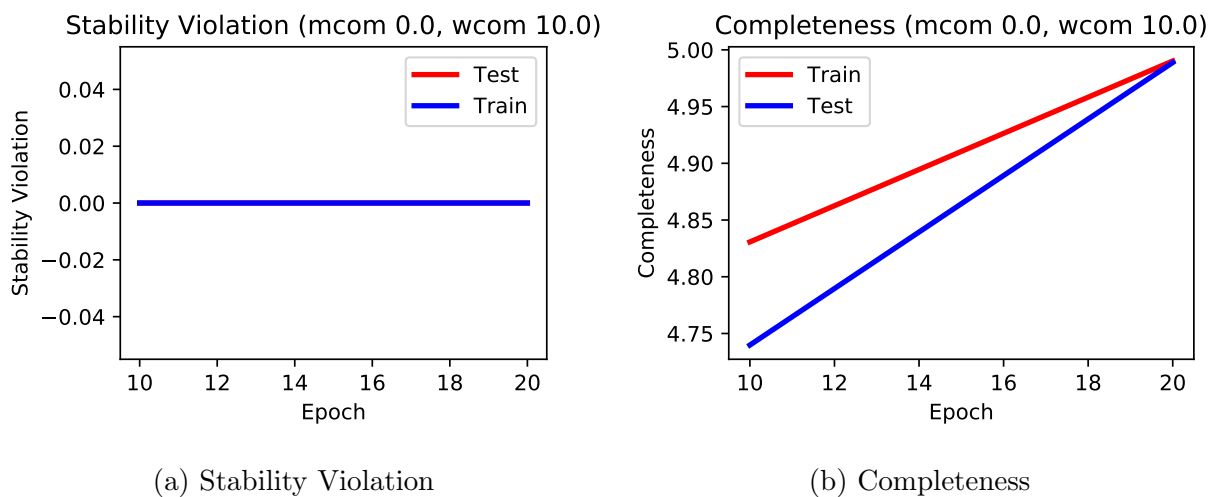 Stability Violation (mcom 0.0, wcom 10.0)
0.04
0.02
0.00
−0.02
−0.04
Stability Violation
Test
Train
10 12 14 16 18 20
Epoch
(a) Stability Violation
Completeness (mcom 0.0, wcom 10.0)
5.00
4.95
4.90
4.85
4.80
4.75
Completeness
Train
Test
10 12 14 16 18 20
Epoch
(b) Completeness